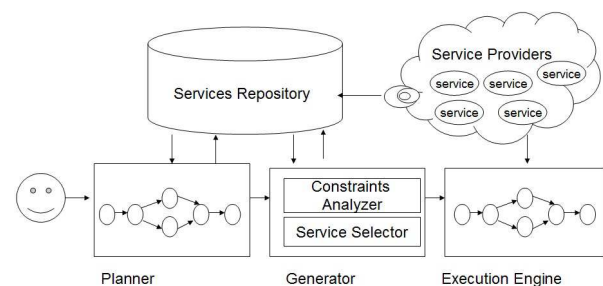 Service Providers
service
service
service
service
service
Services Repository
Constraints
Analyzer
Service Selector
Planner
Generator
Execution Engine